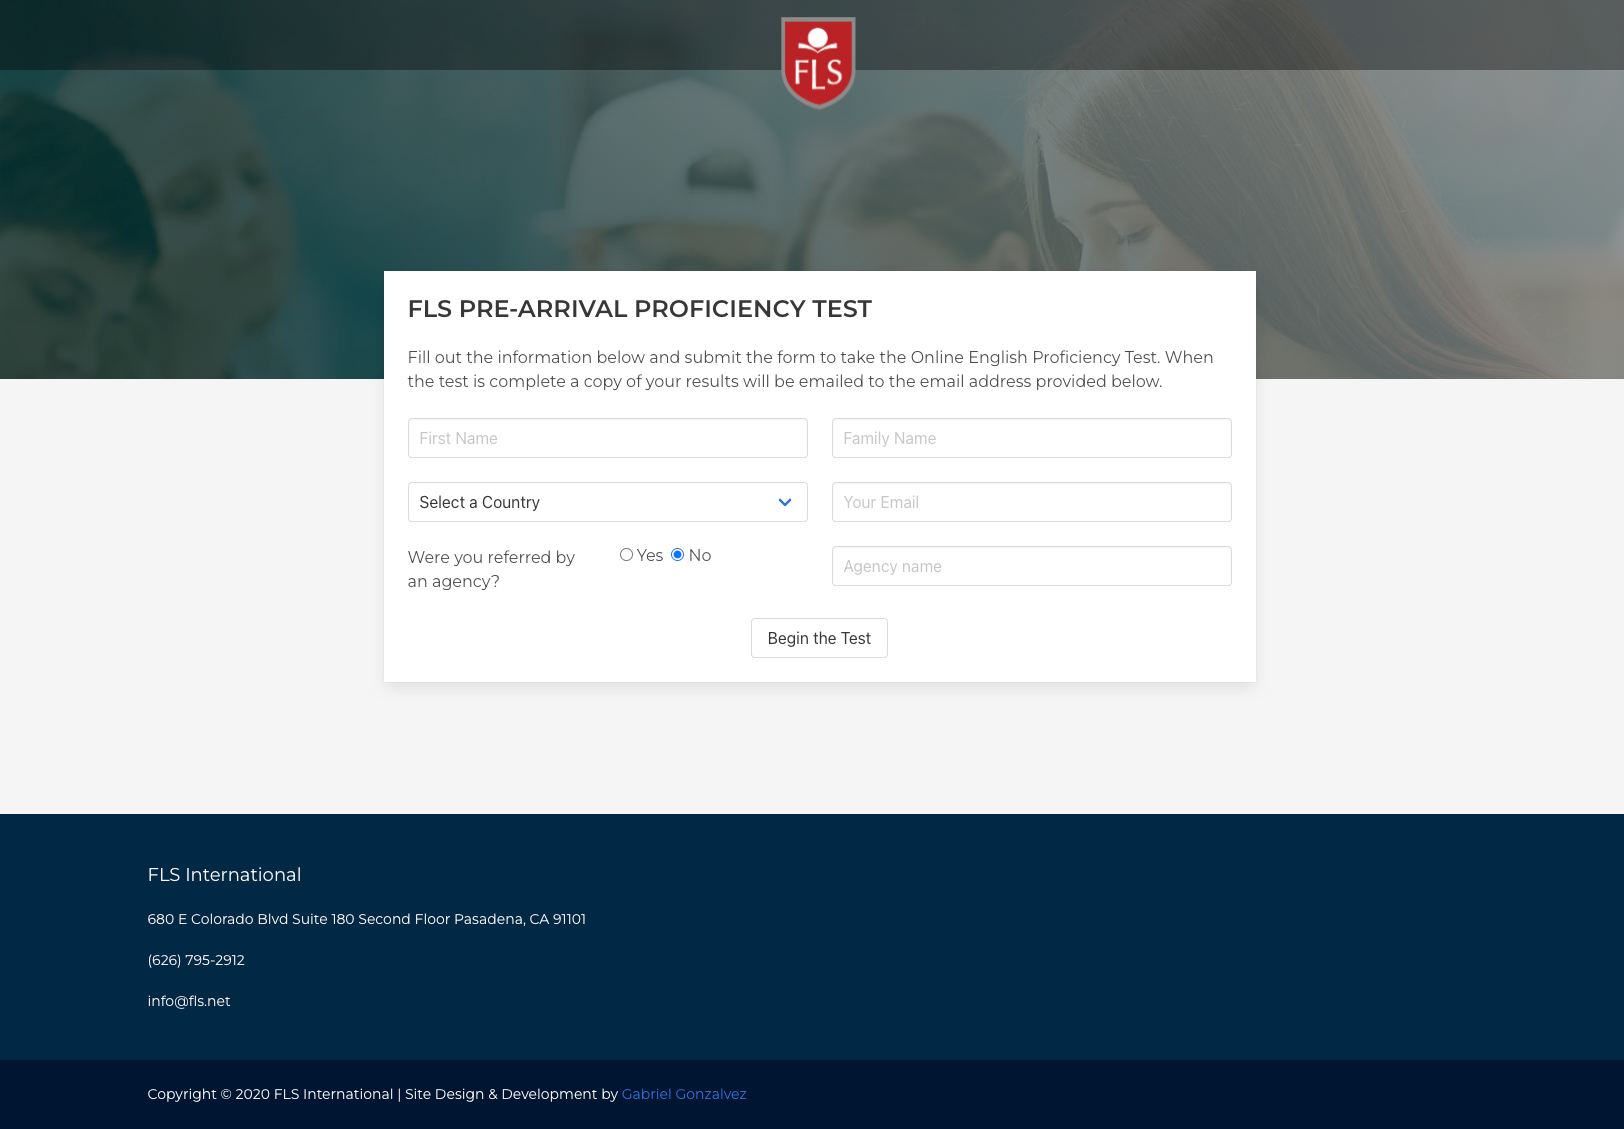 FLS
FLS PRE-ARRIVAL PROFICIENCY TEST
Fill out the information below and submit the form to take the Online English Proficiency Test. When
the test is complete a copy of your results will be emailed to the email address provided below.
First Name
Family Name
Select a Country
Your Email
Were you referred by
an agency?
Yes No
Agency name
Begin the Test
FLS International
680 E Colorado Blvd Suite 180 Second Floor Pasadena, CA 91101
(626) 795-2912
info@fls.net
Copyright © 2020 FLS International | Site Design & Development by Gabriel Gonzalvez